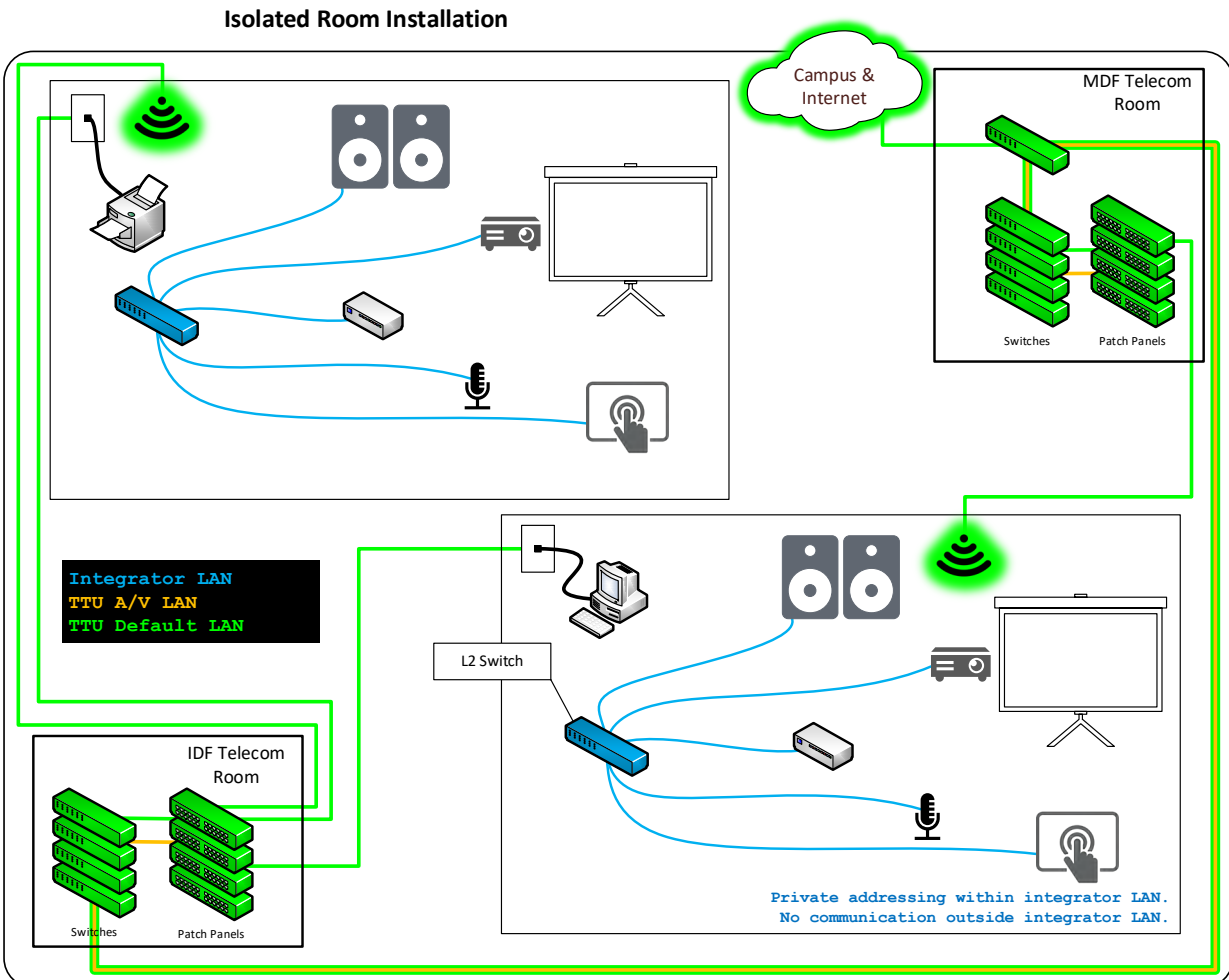 Isolated Room Installation
Campus &
Internet
MDF Telecom
Room
Switches
Patch Panels
Integrator LAN
TTU A/V LAN
TTU Default LAN
L2 Switch
IDF Telecom
Room
Switches
Patch Panels
Private addressing within integrator LAN.
No communication outside integrator LAN.